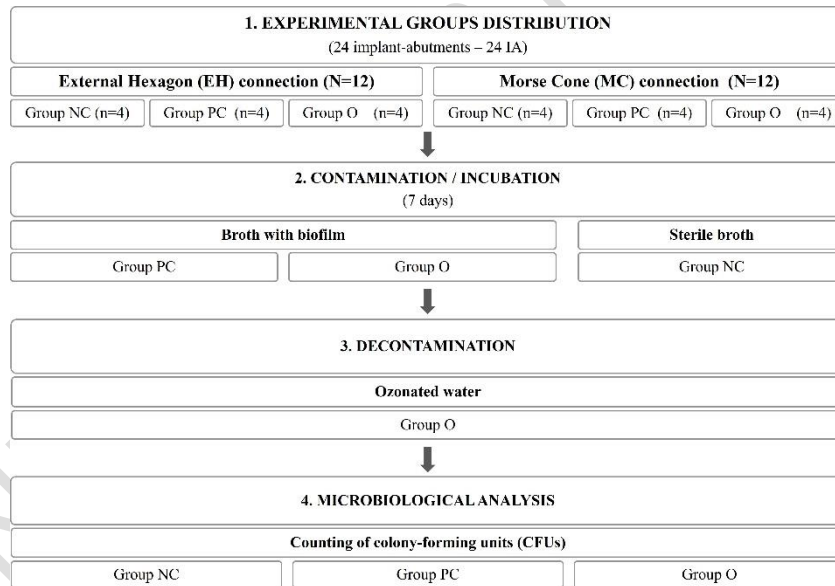 1. EXPERIMENTAL GROUPS DISTRIBUTION
(24 implant-abutments – 24 IA)
External Hexagon (EH) connection (N=12)
Morse Cone (MC) connection (N=12)
Group NC (n=4)
Group PC (n=4)
Group O (n=4)
Group NC (n=4)
Group PC (n=4)
Group O (n=4)
2. CONTAMINATION / INCUBATION
(7 days)
Broth with biofilm
Sterile broth
Group PC
Group O
Group NC
3. DECONTAMINATION
Ozonated water
Group O
4. MICROBIOLOGICAL ANALYSIS
Counting of colony-forming units (CFUs)
Group NC
Group PC
Group O